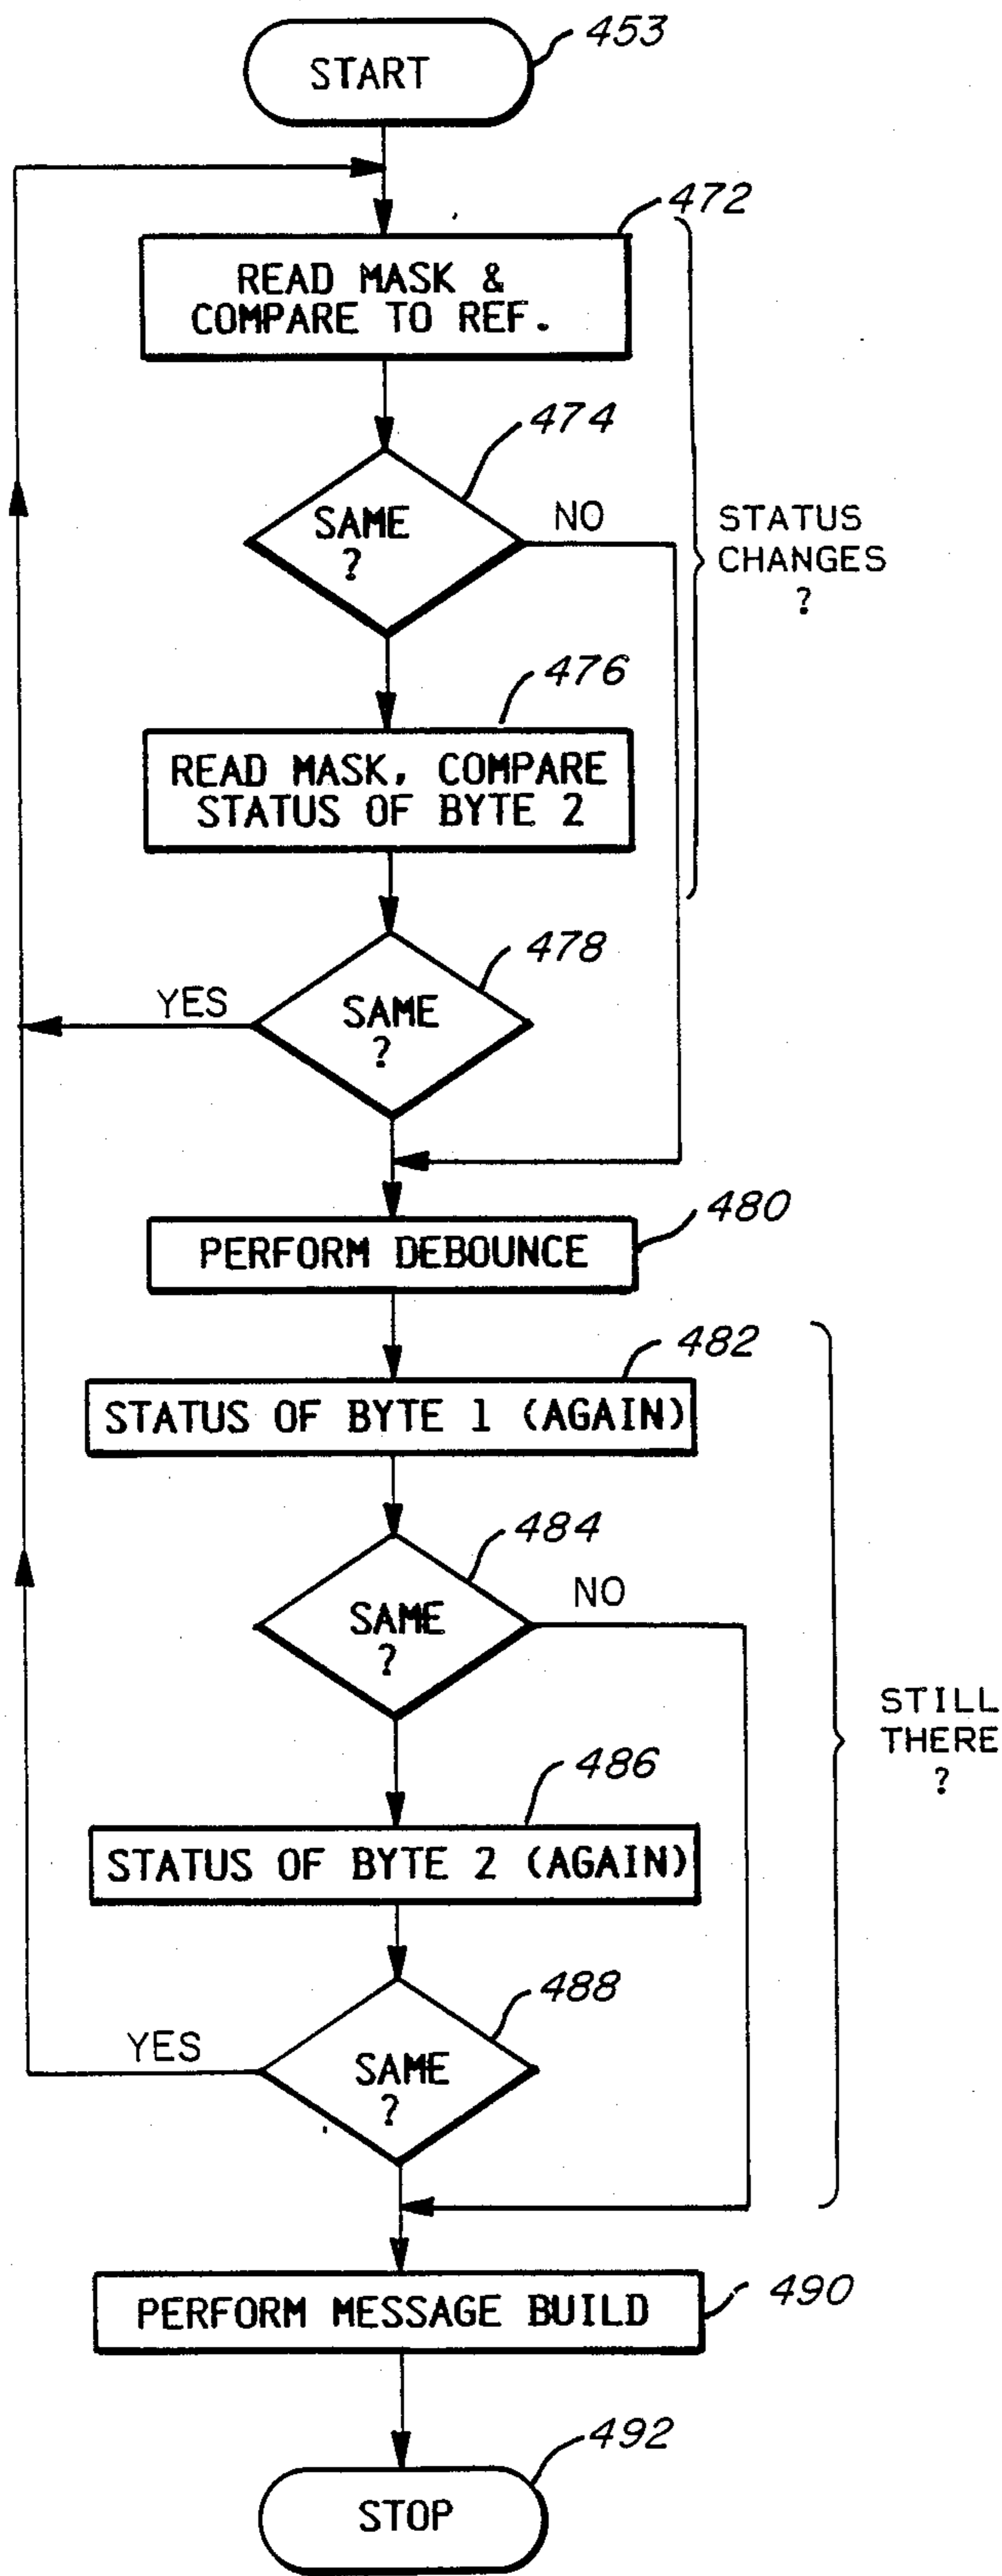 START
453
472
READ MASK &
COMPARE TO REF.
474
SAME
?
NO
STATUS
CHANGES
?
476
READ MASK, COMPARE
STATUS OF BYTE 2
478
YES
SAME
?
480
PERFORM DEBOUNCE
482
STATUS OF BYTE 1 (AGAIN)
484
SAME
?
NO
STILL
THERE
?
486
STATUS OF BYTE 2 (AGAIN)
488
YES
SAME
?
PERFORM MESSAGE BUILD
490
492
STOP